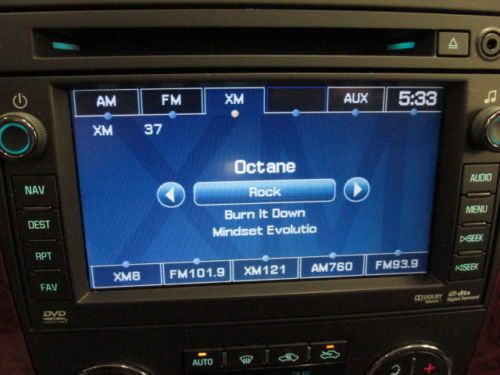 AM FM XM AUX 5:33
XM 37
Octane
Rock
Burn It Down
Mindset Evolutio
XM8 FM101.9 XM121 AM760 FM93.9
NAV
DEST
RPT
FAV
AUDIO
MENU
SEEK
SEEK
DVD
DOLBY
dts
Digital Surround
AUTO